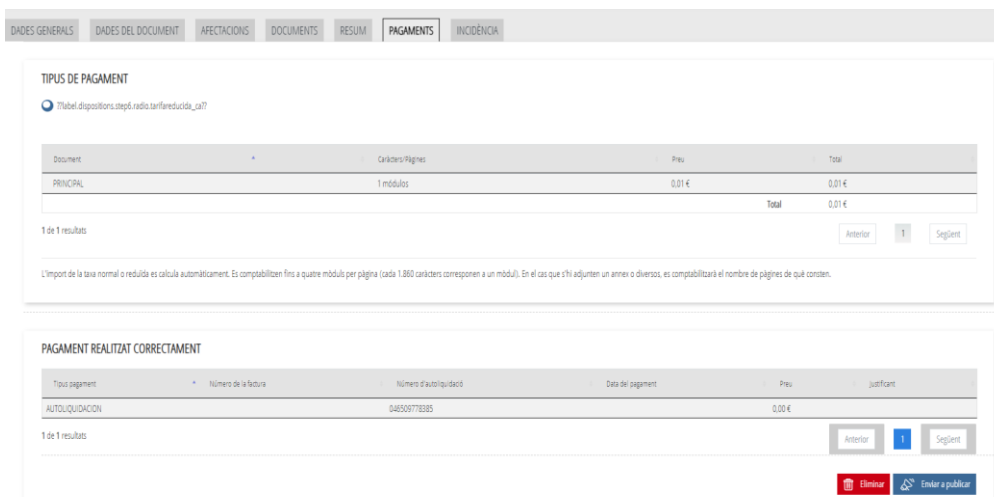 DADES GENERALS DADES DEL DOCUMENT AFECTACIONS DOCUMENTS RESUM PAGAMENTS INCIDÈNCIA
TIPUS DE PAGAMENT
??label.dispositions.step6.radio.tarifareducida_ca??
Document * Caràcters/Pàgines Preu Total
PRINCIPAL 1 módulos 0,01 € 0,01 €
Total 0,01 €
1 de 1 resultats Anterior 1 Següent
L'import de la taxa normal o reduïda es calcula automàticament. Es comptabilitzen fins a quatre mòduls per pàgina (cada 1.860 caràcters corresponen a un mòdul). En el cas que s'hi adjunten un annex o diversos, es comptabilitzarà el nombre de pàgines de què consten.
PAGAMENT REALITZAT CORRECTAMENT
Tipus pagament * Número de la factura Número d'autoliquidació Data del pagament Preu Justificant
AUTOLIQUIDACION 046509778385 0,00 €
1 de 1 resultats Anterior 1 Següent
Eliminar Enviar a publicar